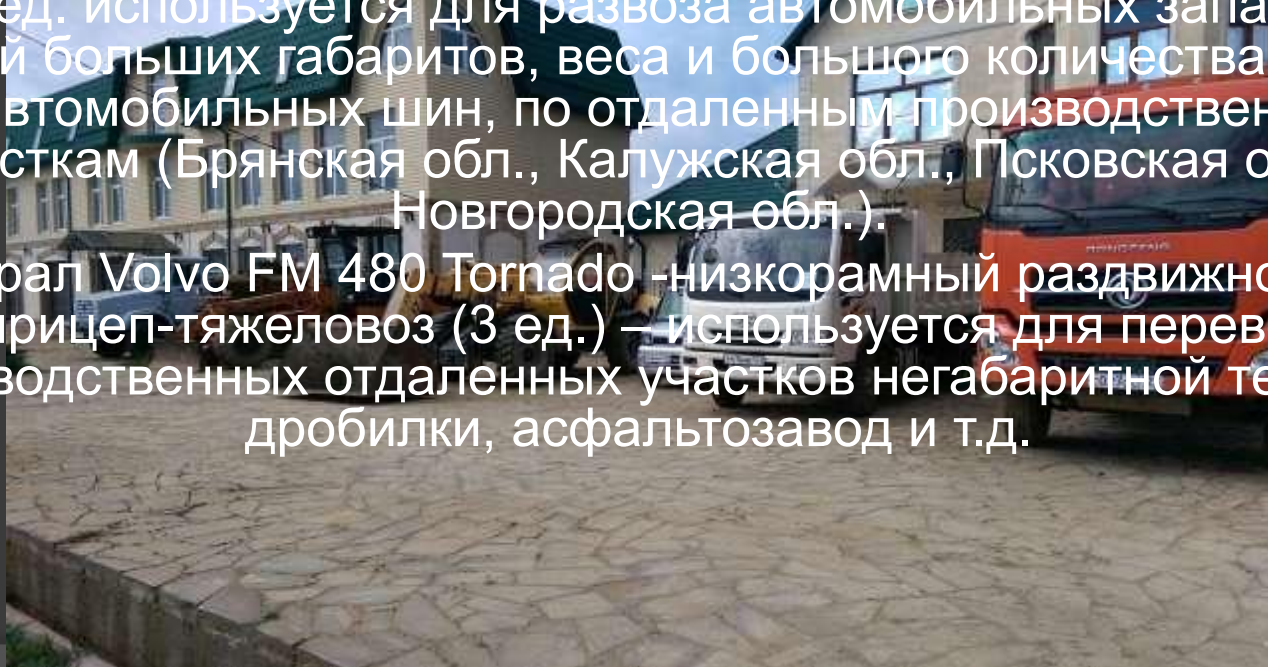 ед. используется для развоза автомобильных запа
й больших габаритов, веса и большого количества
втомобильных шин, по отдаленным производствен
сткам (Брянская обл., Калужская обл., Псковская о
Новгородская обл.).
рал Volvo FM 480 Tornado -низкорамный раздвижно
прицеп-тяжеловоз (3 ед.) – используется для перев
водственных отдаленных участков негабаритной те
дробилки, асфальтозавод и т.д.
DONGFENG